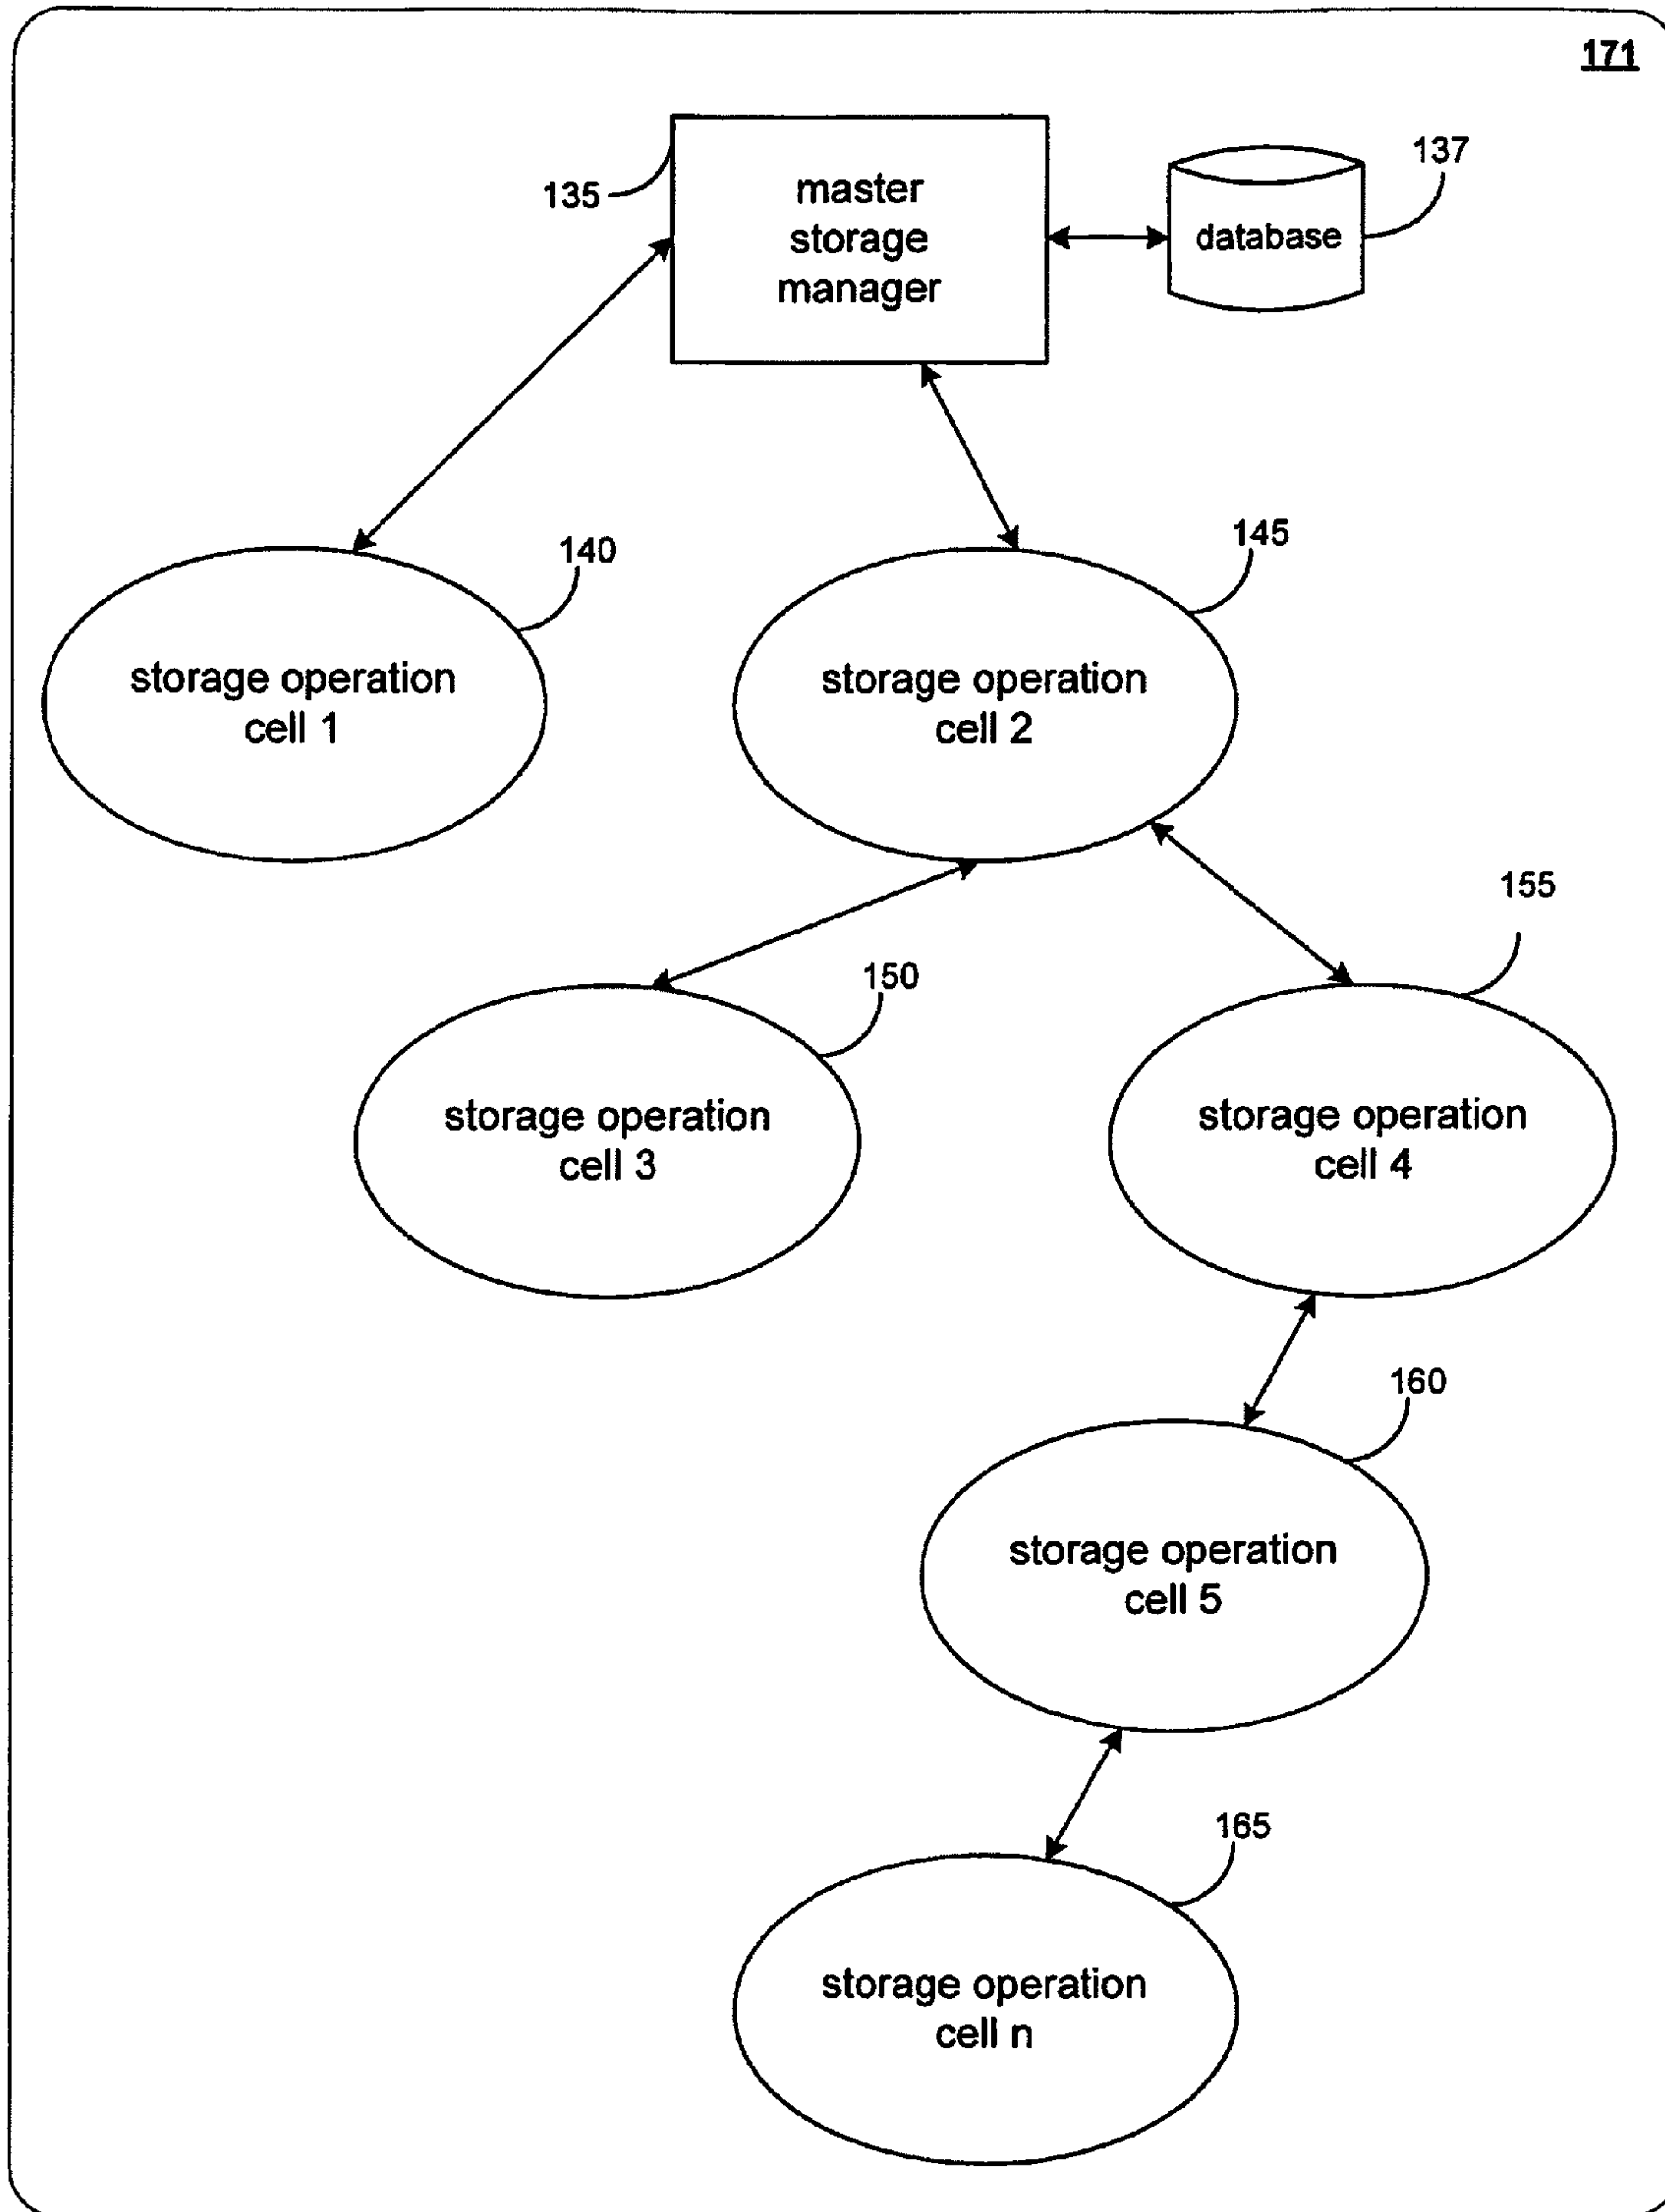 171
137
135
master
storage
manager
database
140
145
storage operation
cell 1
storage operation
cell 2
155
150
storage operation
cell 3
storage operation
cell 4
160
storage operation
cell 5
165
storage operation
cell n